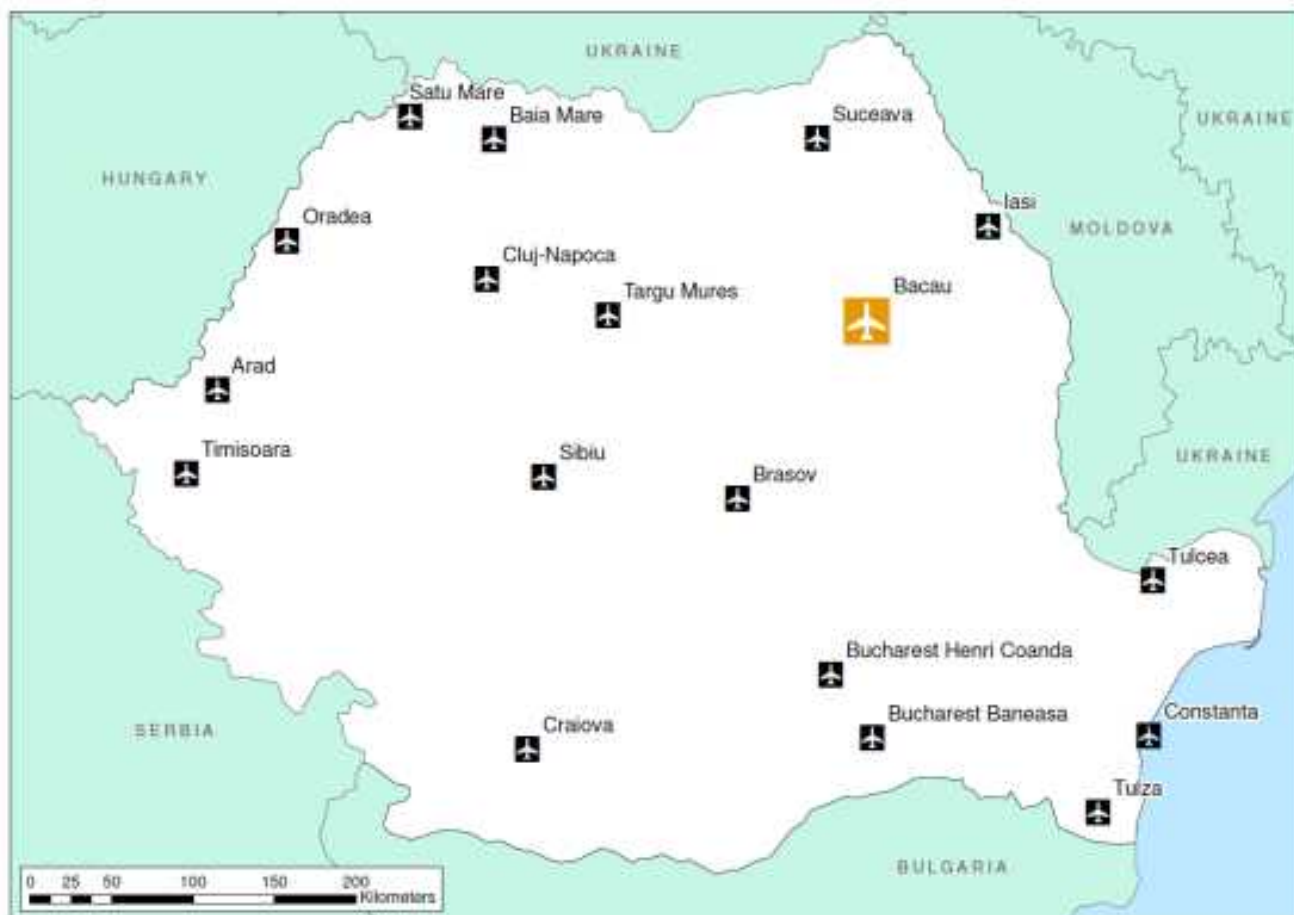 UKRAINE
Satu Mare
Baia Mare
Suceava
UKRAINE
HUNGARY
Oradea
Iasi
MOLDOVA
Cluj-Napoca
Targu Mures
Bacau
Arad
Timisoara
Sibiu
Brasov
UKRAINE
Tulcea
Bucharest Henri Coanda
Bucharest Baneasa
Constanta
SERBIA
Craiova
Tulza
BULGARIA
0 25 50 100 150 200
Kilometers